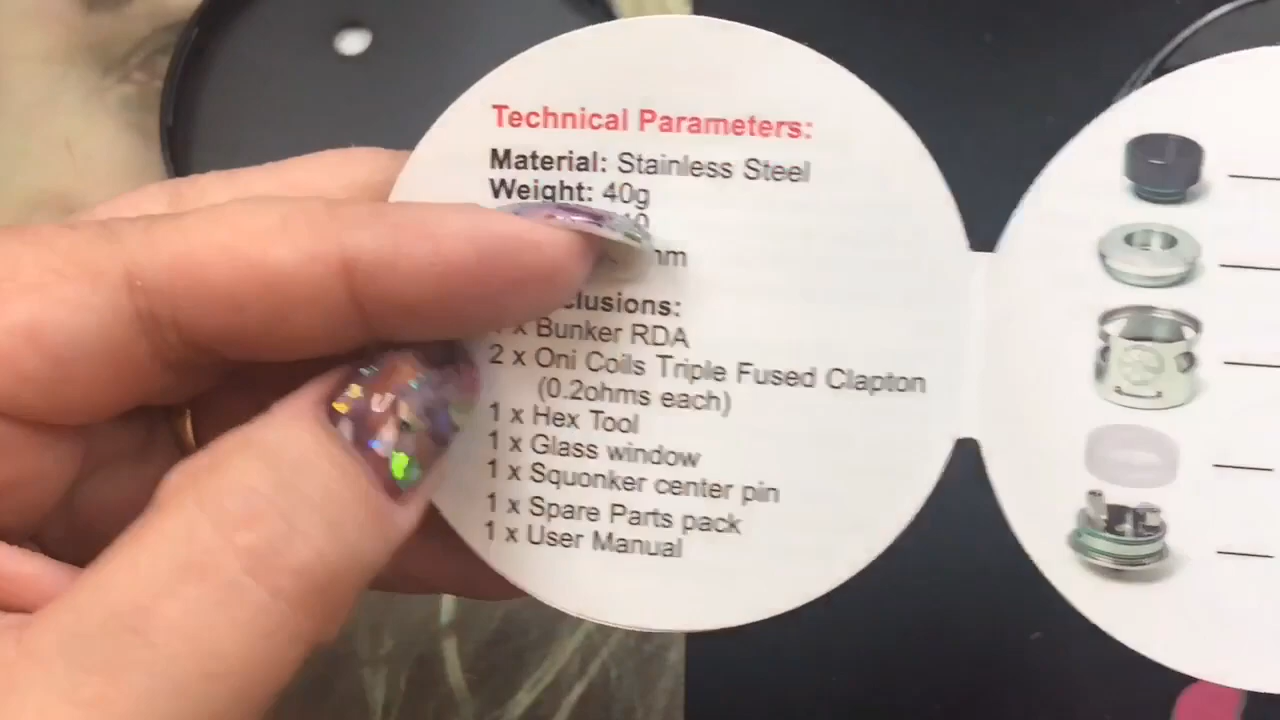 Technical Parameters:
Material: Stainless Steel
Weight: 40g
1 x Bunker RDA
2 x Oni Coils Triple Fused Clapton
(0.2ohms each)
1 x Hex Tool
1 x Glass window
1 x Squonker center pin
1 x Spare Parts pack
1 x User Manual